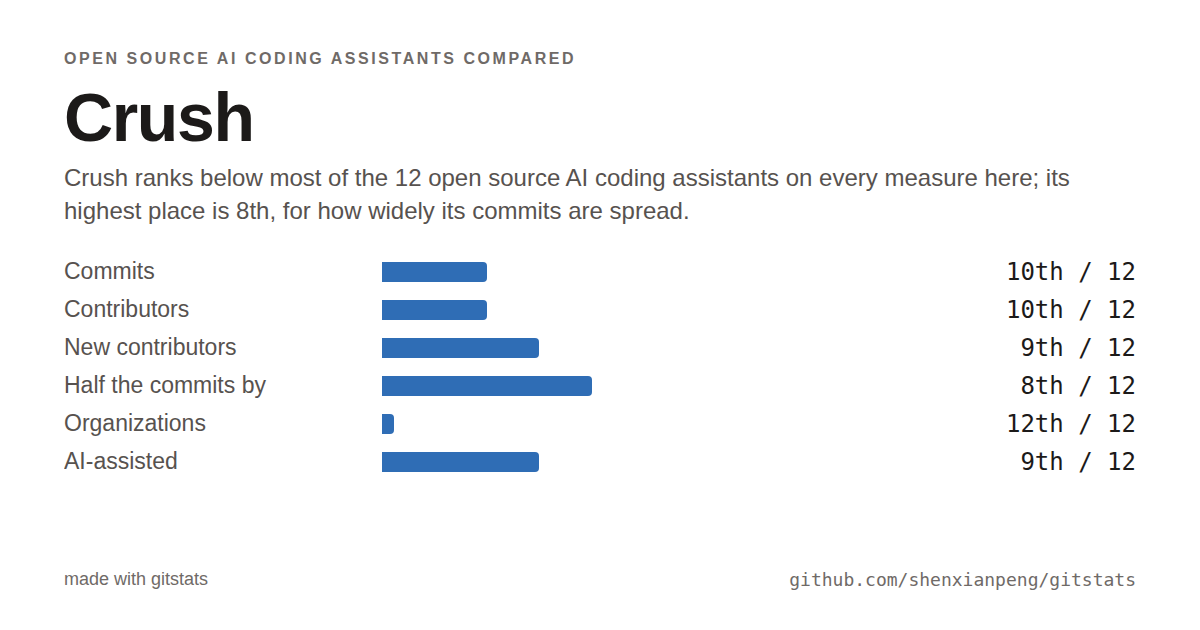 OPEN SOURCE AI CODING ASSISTANTS COMPARED
Crush
Crush ranks below most of the 12 open source AI coding assistants on every measure here; its
highest place is 8th, for how widely its commits are spread.
Commits 10th / 12
Contributors 10th / 12
New contributors 9th / 12
Half the commits by 8th / 12
Organizations 12th / 12
AI-assisted 9th / 12
made with gitstats github.com/shenxianpeng/gitstats